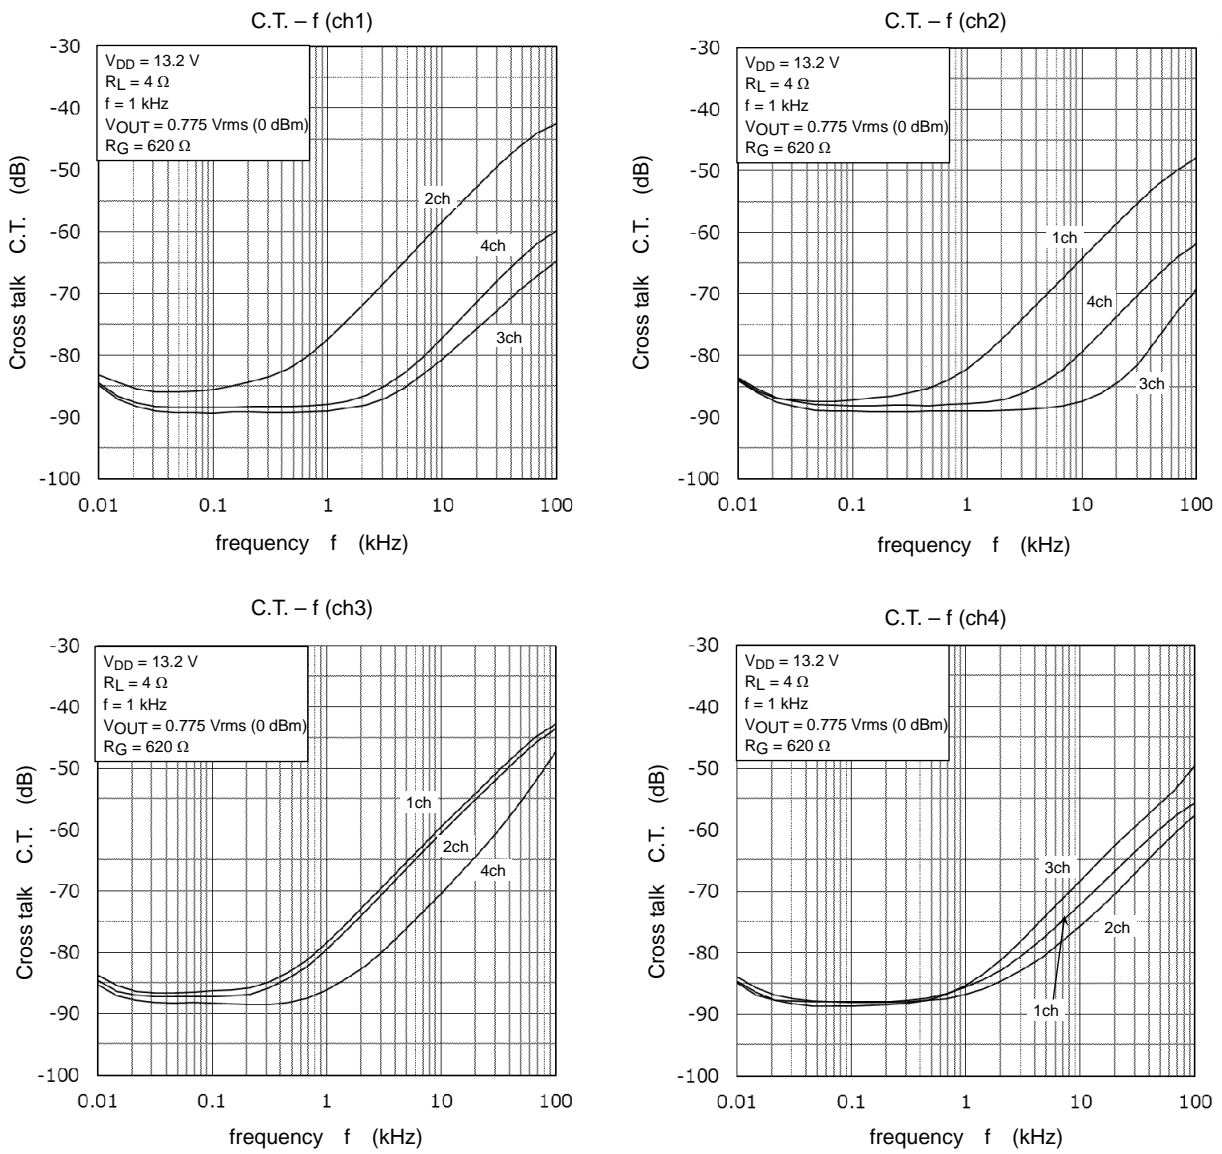 C.T. – f (ch1)
-30
-40
-50
-60
-70
-80
-90
-100
Cross talk C.T. (dB)
VDD = 13.2 V
RL = 4 Ω
f = 1 kHz
VOUT = 0.775 Vrms (0 dBm)
RG = 620 Ω
2ch
4ch
3ch
0.01 0.1 1 10 100
frequency f (kHz)
C.T. – f (ch2)
-30
-40
-50
-60
-70
-80
-90
-100
Cross talk C.T. (dB)
VDD = 13.2 V
RL = 4 Ω
f = 1 kHz
VOUT = 0.775 Vrms (0 dBm)
RG = 620 Ω
1ch
4ch
3ch
0.01 0.1 1 10 100
frequency f (kHz)
C.T. – f (ch3)
-30
-40
-50
-60
-70
-80
-90
-100
Cross talk C.T. (dB)
VDD = 13.2 V
RL = 4 Ω
f = 1 kHz
VOUT = 0.775 Vrms (0 dBm)
RG = 620 Ω
1ch
2ch
4ch
0.01 0.1 1 10 100
frequency f (kHz)
C.T. – f (ch4)
-30
-40
-50
-60
-70
-80
-90
-100
Cross talk C.T. (dB)
VDD = 13.2 V
RL = 4 Ω
f = 1 kHz
VOUT = 0.775 Vrms (0 dBm)
RG = 620 Ω
3ch
2ch
1ch
0.01 0.1 1 10 100
frequency f (kHz)